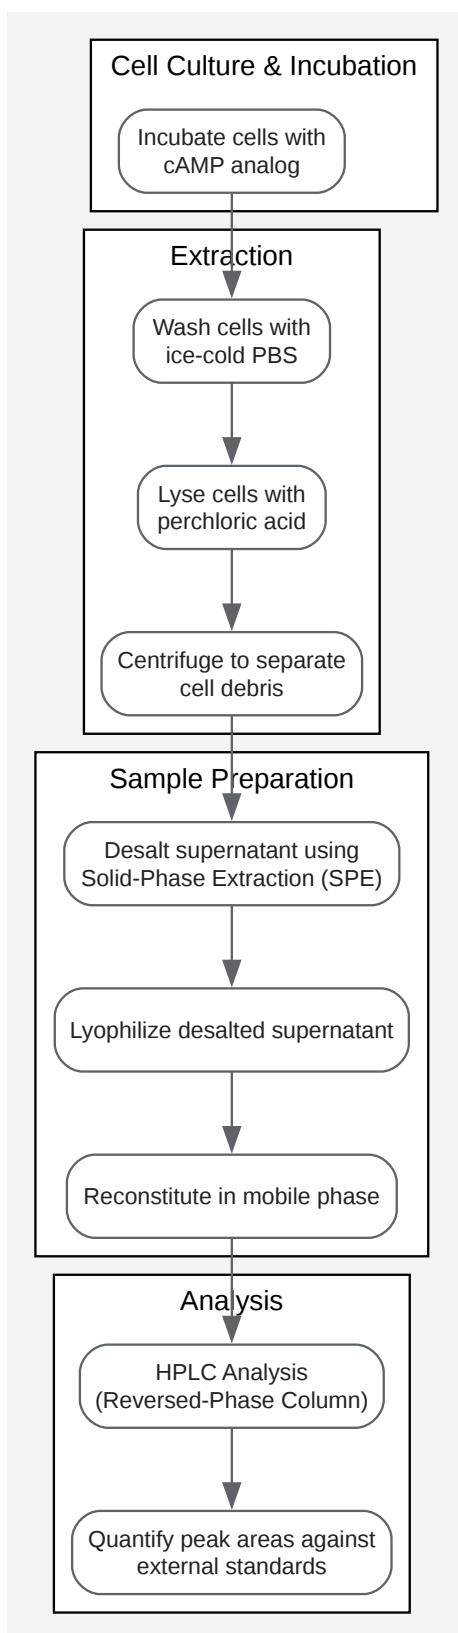 Cell Culture & Incubation
Incubate cells with
cAMP analog
Extraction
Wash cells with
ice-cold PBS
Lyse cells with
perchloric acid
Centrifuge to separate
cell debris
Sample Preparation
Desalt supernatant using
Solid-Phase Extraction (SPE)
Lyophilize desalted supernatant
Reconstitute in mobile phase
Analysis
HPLC Analysis
(Reversed-Phase Column)
Quantify peak areas against
external standards